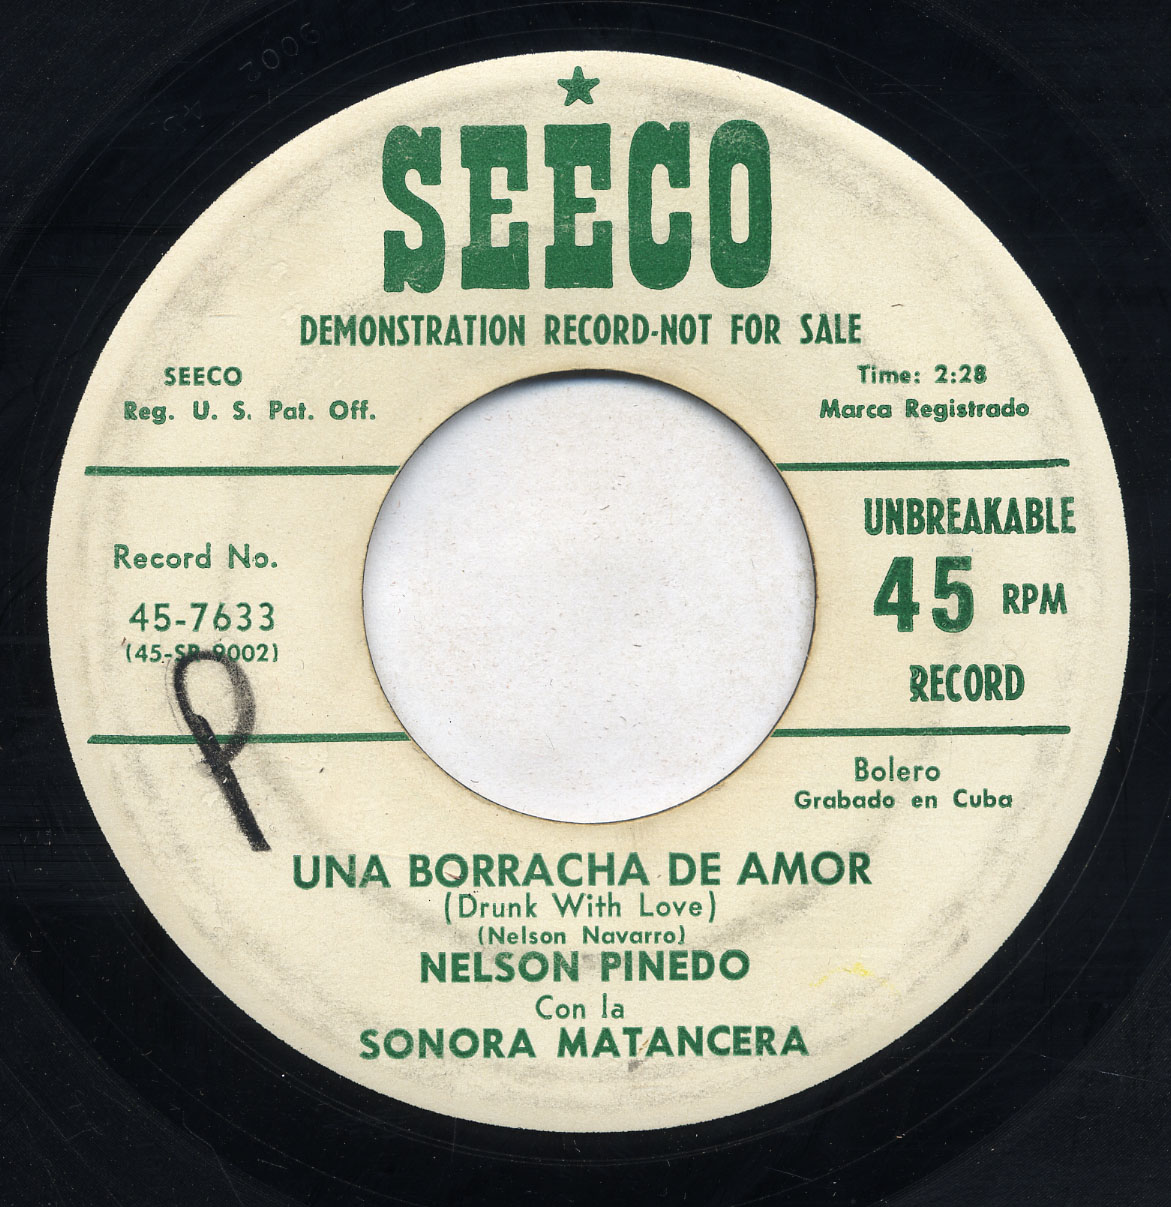 SEECO
DEMONSTRATION RECORD-NOT FOR SALE
SEECO
Reg. U. S. Pat. Off.
Time: 2:28
Marca Registrado
Record No.
45-7633
(45-SR 9002)
UNBREAKABLE
45 RPM
RECORD
P
Bolero
Grabado en Cuba
UNA BORRACHA DE AMOR
(Drunk With Love)
(Nelson Navarro)
NELSON PINEDO
Con la
SONORA MATANCERA